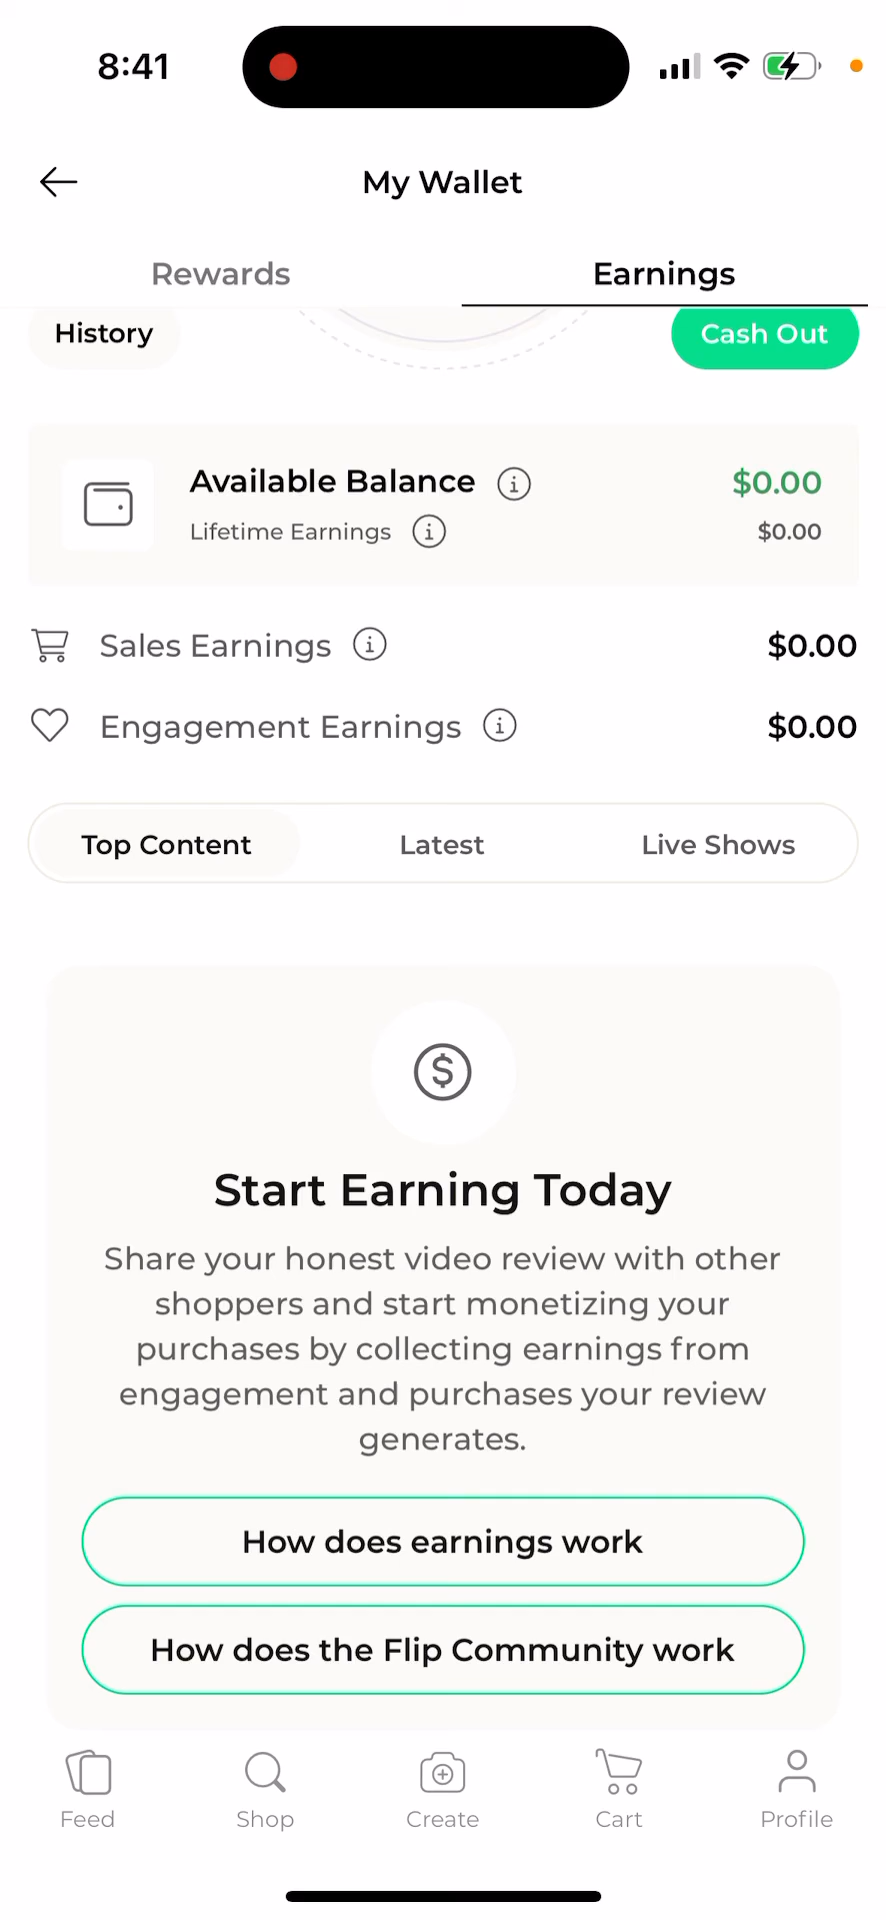 8:41
My Wallet
Rewards
Earnings
History
Cash Out
Available Balance
$0.00
Lifetime Earnings
$0.00
Sales Earnings
$0.00
Engagement Earnings
$0.00
Top Content
Latest
Live Shows
Start Earning Today
Share your honest video review with other
shoppers and start monetizing your
purchases by collecting earnings from
engagement and purchases your review
generates.
How does earnings work
How does the Flip Community work
Feed
Shop
Create
Cart
Profile